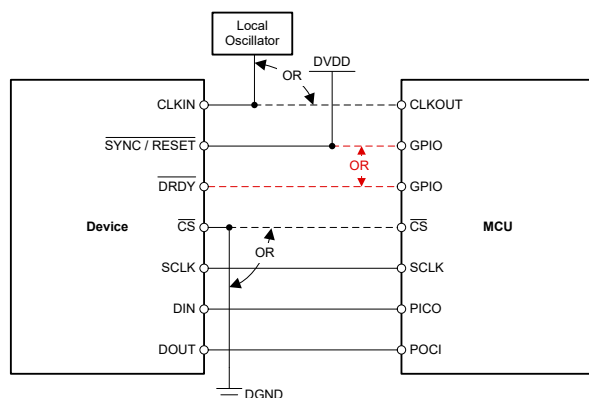 Local
Oscillator
OR
DVDD
CLKIN
CLKOUT
SYNC / RESET
GPIO
OR
DRDY
GPIO
Device
CS
CS
MCU
OR
SCLK
SCLK
DIN
PICO
DOUT
POCI
DGND